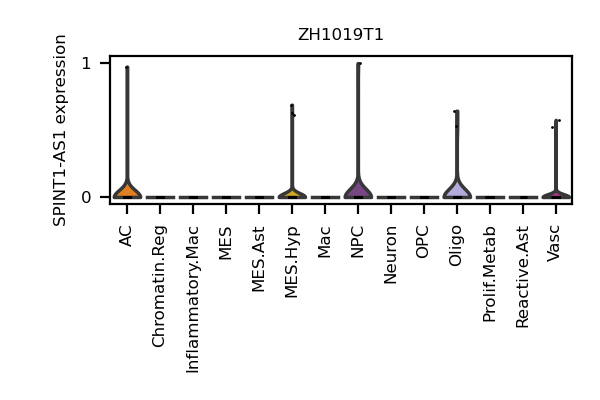 ZH1019T1
SPINT1-AS1 expression
1
0
AC
Chromatin.Reg
Inflammatory.Mac
MES
MES.Ast
MES.Hyp
Mac
NPC
Neuron
OPC
Oligo
Prolif.Metab
Reactive.Ast
Vasc